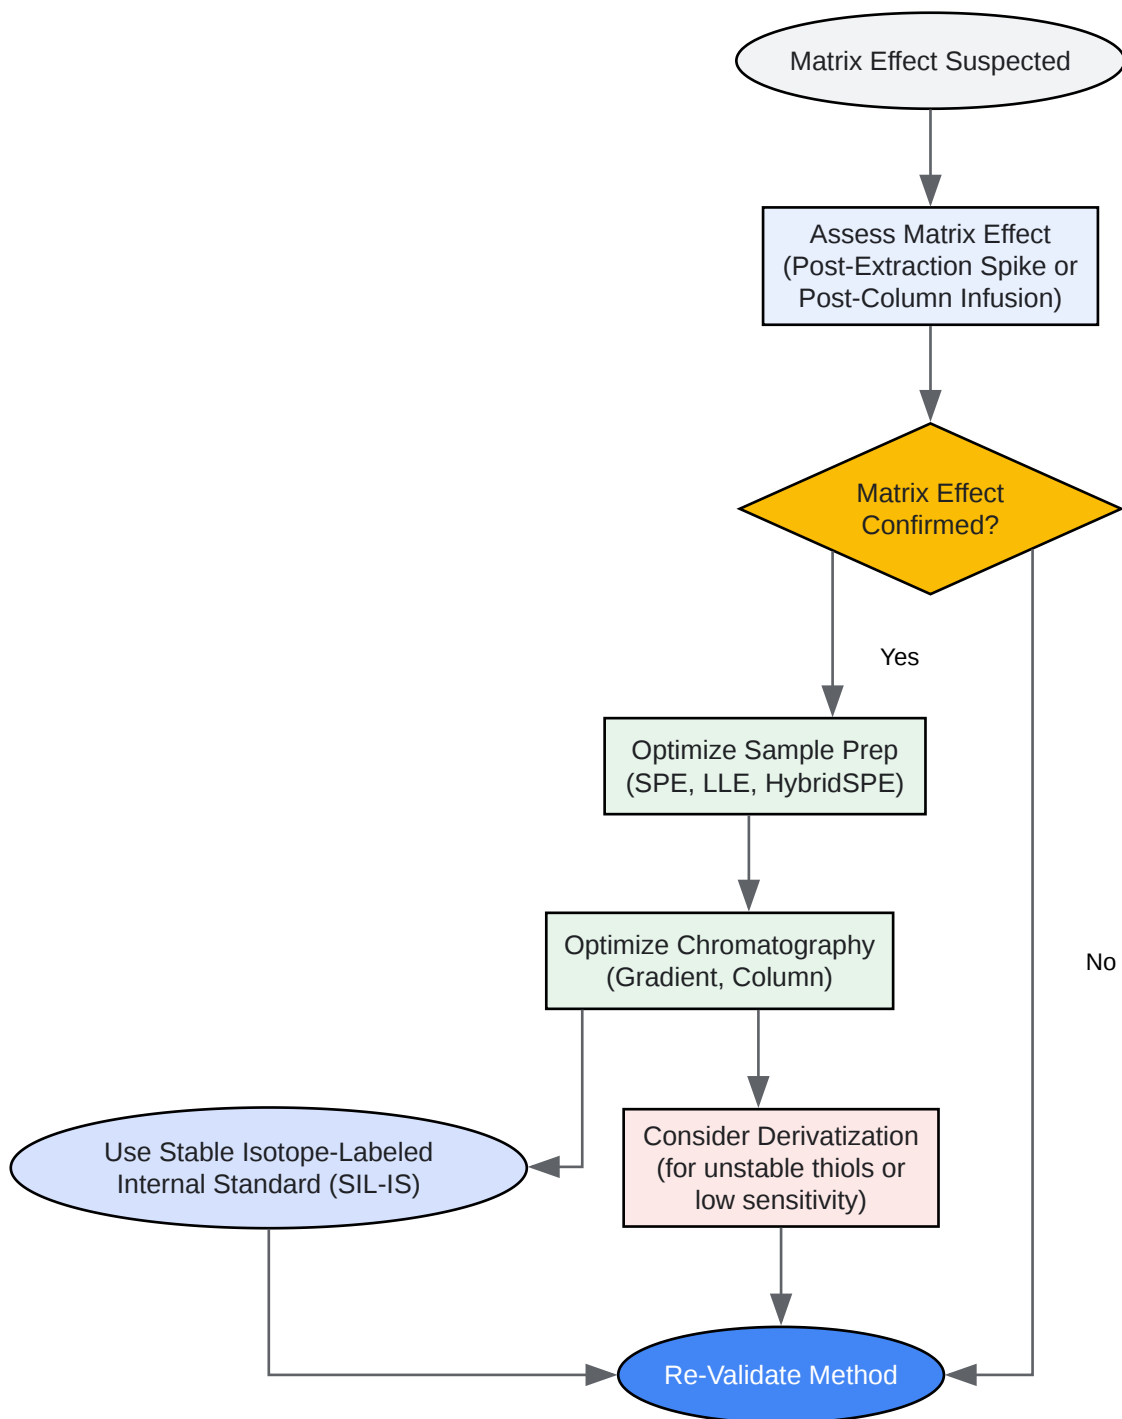 Matrix Effect Suspected
Assess Matrix Effect
(Post-Extraction Spike or
Post-Column Infusion)
Matrix Effect
Confirmed?
Yes
Optimize Sample Prep
(SPE, LLE, HybridSPE)
Optimize Chromatography
(Gradient, Column)
No
Use Stable Isotope-Labeled
Internal Standard (SIL-IS)
Consider Derivatization
(for unstable thiols or
low sensitivity)
Re-Validate Method